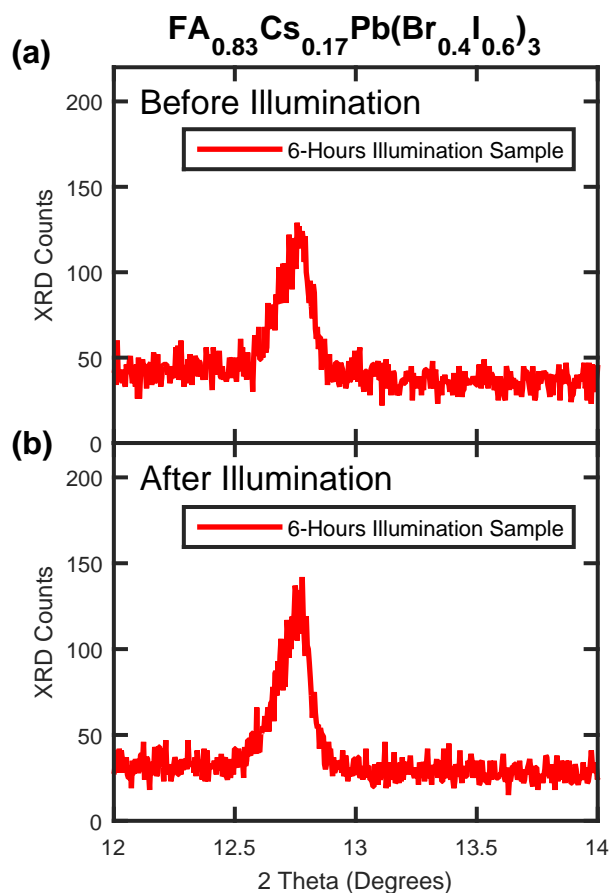 FA0.83Cs0.17Pb(Br0.4I0.6)3
(a)
Before Illumination
6-Hours Illumination Sample
200
150
100
50
0
XRD Counts
(b)
After Illumination
6-Hours Illumination Sample
200
150
100
50
0
XRD Counts
12 12.5 13 13.5 14
2 Theta (Degrees)